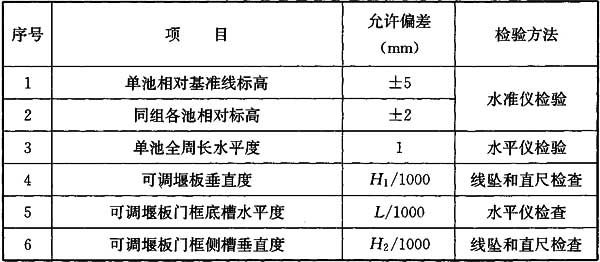 序号 项 目 允许偏差 (mm) 检验方法
1 单池相对基准线标高 ±5 水准仪检验
2 同组各池相对标高 ±2
3 单池全周长水平度 1 水平仪检验
4 可调堰板垂直度 H₁/1000 线坠和直尺检查
5 可调堰板门框底槽水平度 L/1000 水平仪检查
6 可调堰板门框侧槽垂直度 H₂/1000 线坠和直尺检查